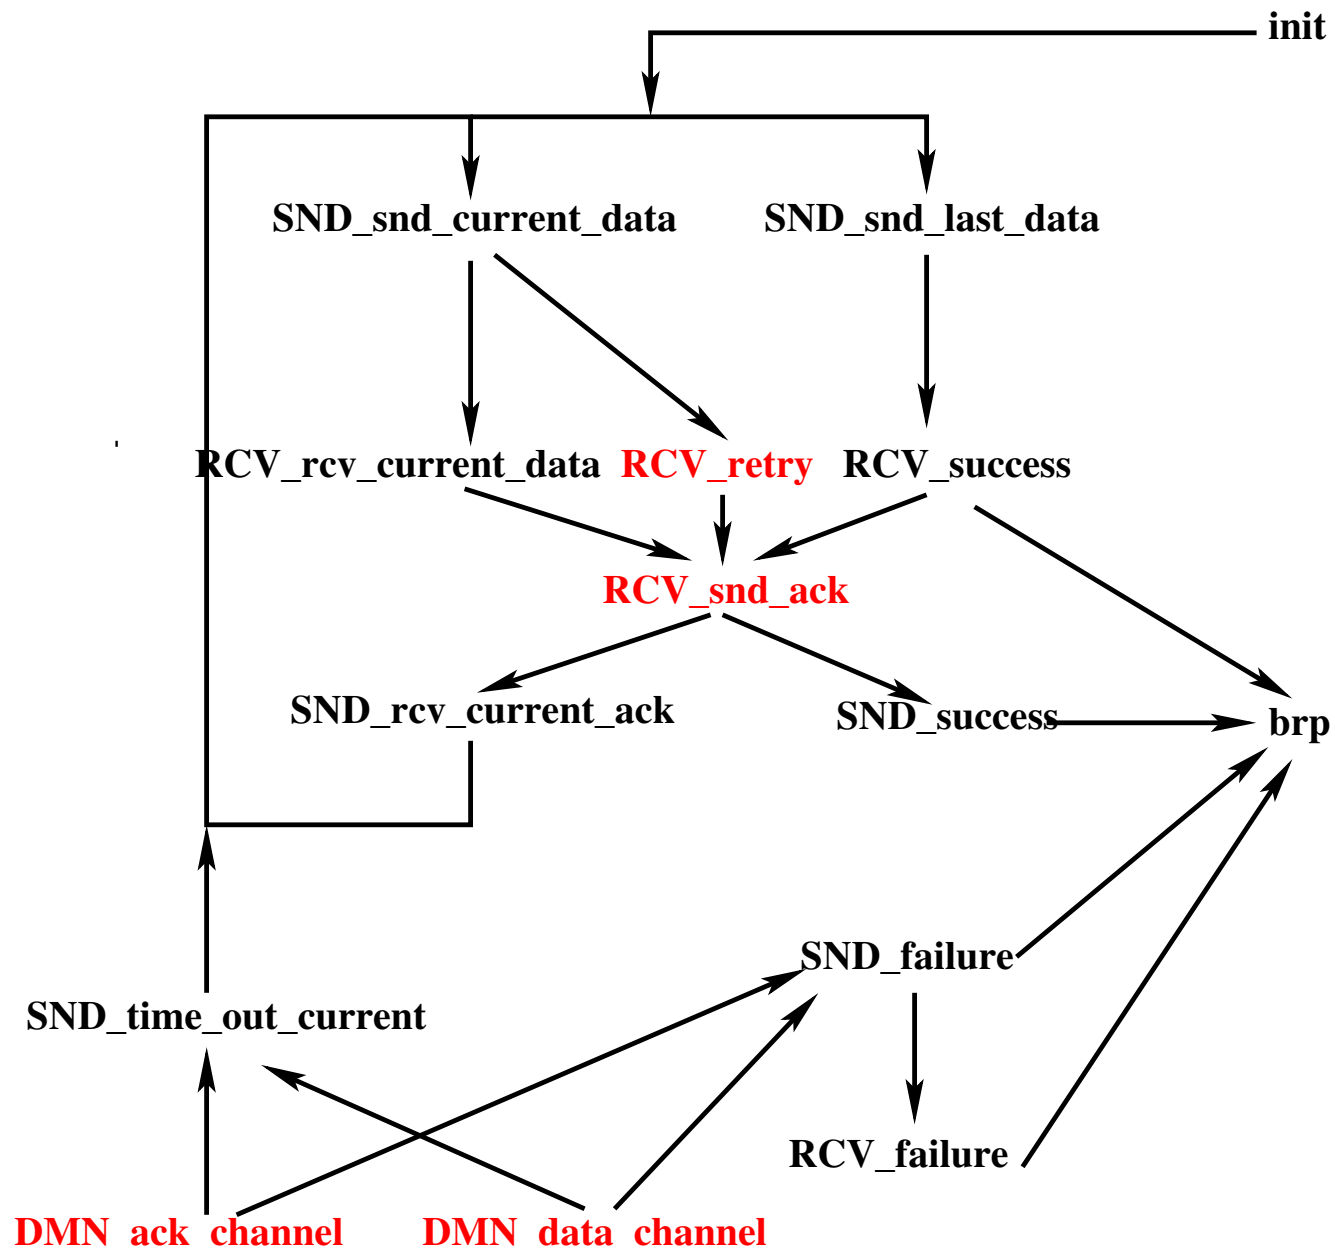 init
SND_snd_current_data
SND_snd_last_data
RCV_rcv_current_data
RCV_retry
RCV_success
RCV_snd_ack
SND_rcv_current_ack
SND_success
brp
SND_failure
SND_time_out_current
RCV_failure
DMN_ack_channel
DMN_data_channel